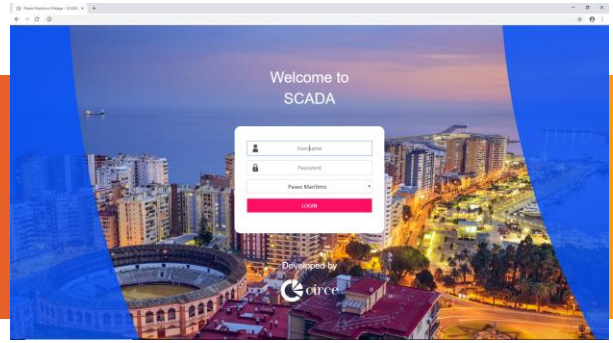 Welcome to
SCADA
Username
Password
Paseo Marítimo
LOGIN
Developed by
circe